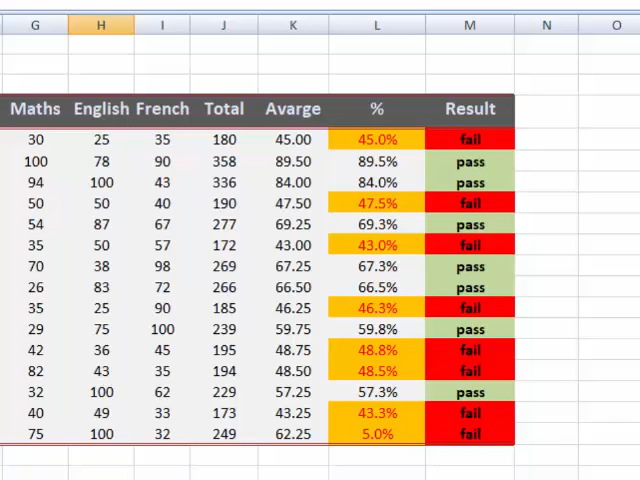 G H I J K L M N O
Maths English French Total Avarge % Result
30 25 35 180 45.00 45.0% fail
100 78 90 358 89.50 89.5% pass
94 100 43 336 84.00 84.0% pass
50 50 40 190 47.50 47.5% fail
54 87 67 277 69.25 69.3% pass
35 50 57 172 43.00 43.0% fail
70 38 98 269 67.25 67.3% pass
26 83 72 266 66.50 66.5% pass
35 25 90 185 46.25 46.3% fail
29 75 100 239 59.75 59.8% pass
42 36 45 195 48.75 48.8% fail
82 43 35 194 48.50 48.5% fail
32 100 62 229 57.25 57.3% pass
40 49 33 173 43.25 43.3% fail
75 100 32 249 62.25 5.0% fail